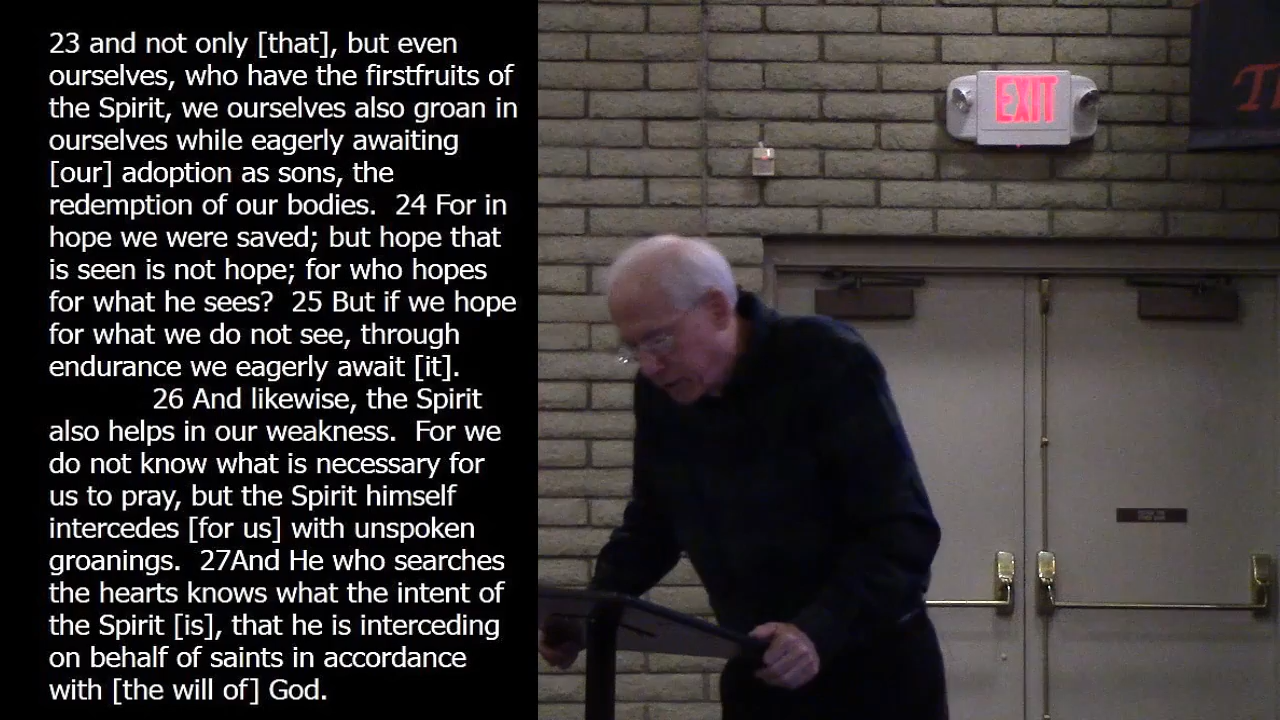 23 and not only [that], but even
ourselves, who have the firstfruits of
the Spirit, we ourselves also groan in
ourselves while eagerly awaiting
[our] adoption as sons, the
redemption of our bodies.  24 For in
hope we were saved; but hope that
is seen is not hope; for who hopes
for what he sees?  25 But if we hope
for what we do not see, through
endurance we eagerly await [it].
26 And likewise, the Spirit
also helps in our weakness.  For we
do not know what is necessary for
us to pray, but the Spirit himself
intercedes [for us] with unspoken
groanings.  27And He who searches
the hearts knows what the intent of
the Spirit [is], that he is interceding
on behalf of saints in accordance
with [the will of] God.
EXIT